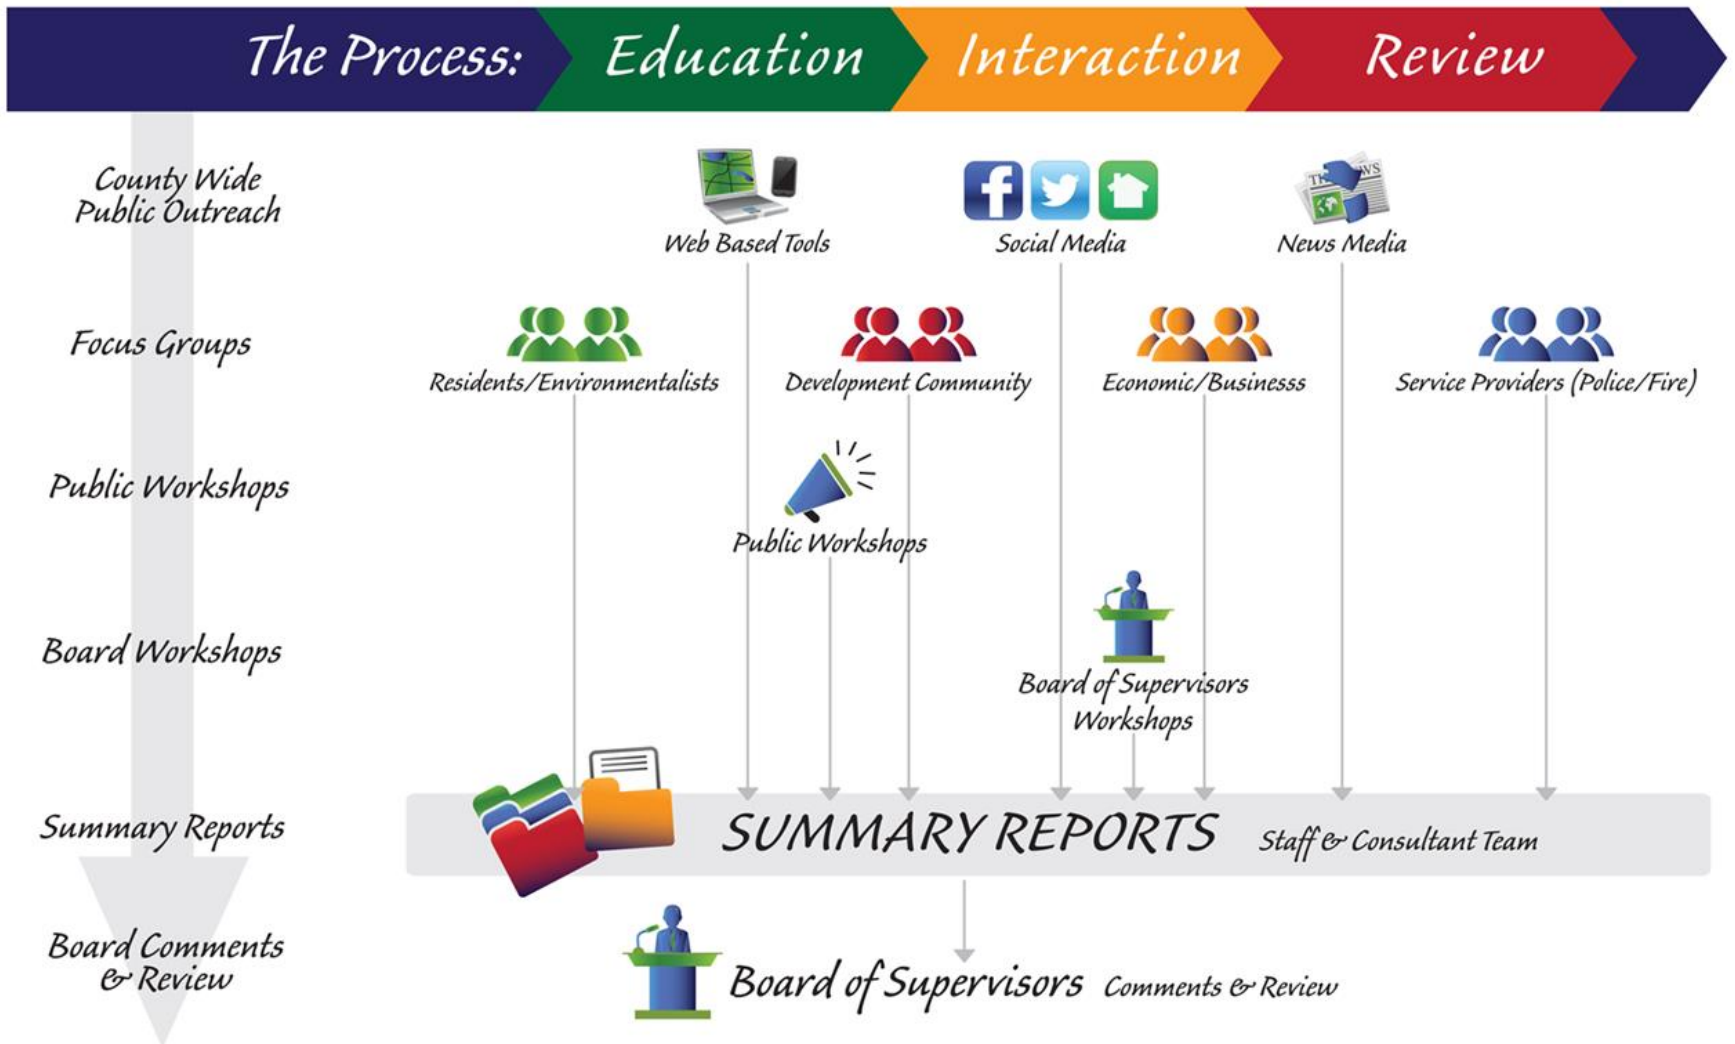 The Process: Education Interaction Review
County Wide
Public Outreach
Web Based Tools
Social Media
News Media
Focus Groups
Residents/Environmentalists
Development Community
Economic/Businesss
Service Providers (Police/Fire)
Public Workshops
Public Workshops
Board Workshops
Board of Supervisors
Workshops
Summary Reports
SUMMARY REPORTS Staff & Consultant Team
Board Comments
& Review
Board of Supervisors Comments & Review